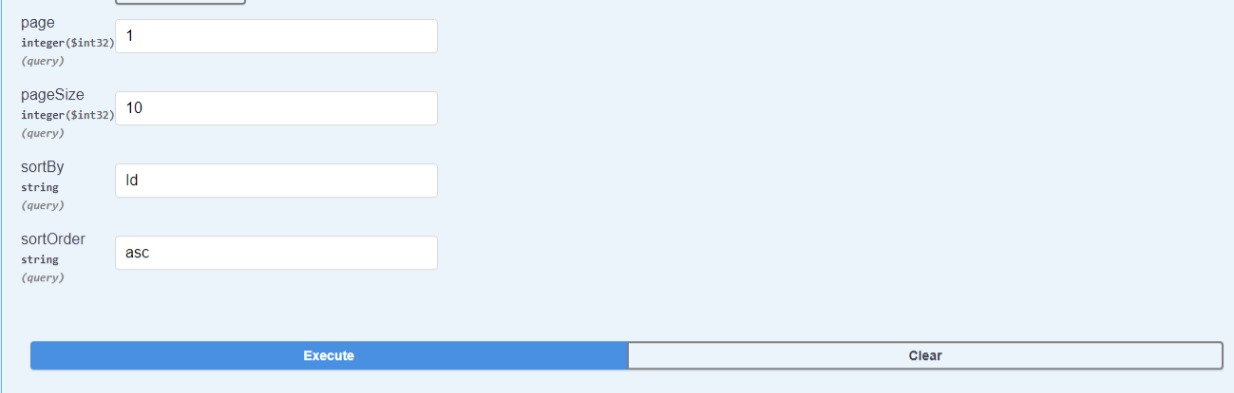 page
integer($int32)
(query)
1
pageSize
integer($int32)
(query)
10
sortBy
string
(query)
Id
sortOrder
string
(query)
asc
Execute
Clear